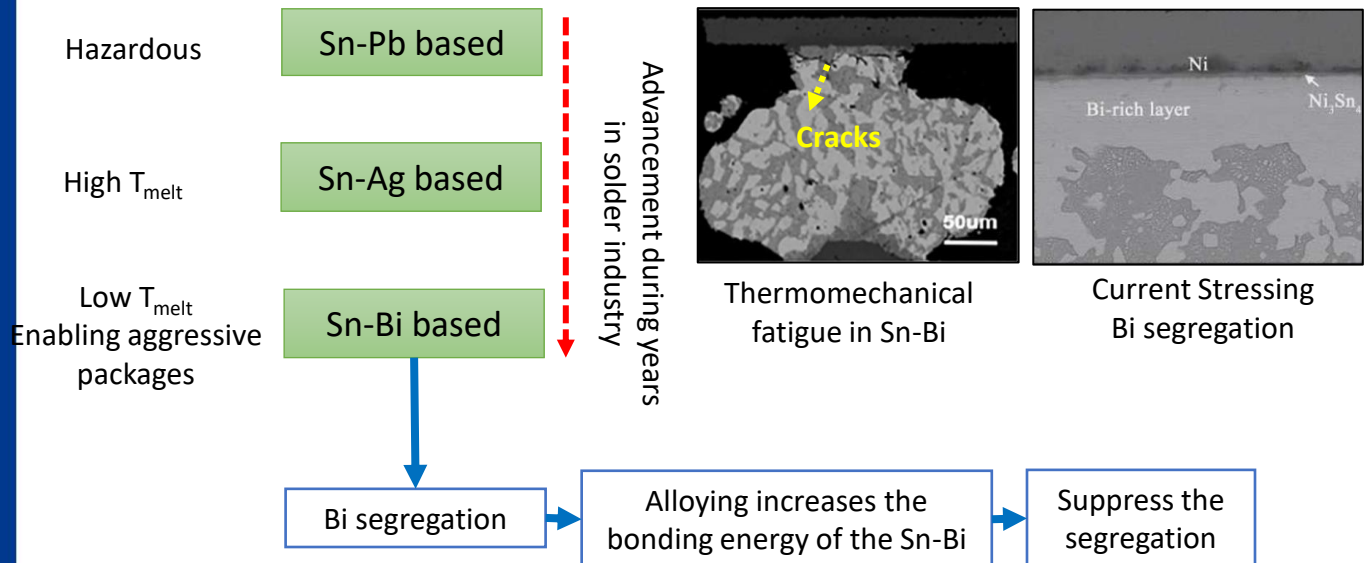 Hazardous
Sn-Pb based
High Tmelt
Sn-Ag based
Low Tmelt
Enabling aggressive
packages
Sn-Bi based
Advancement during years
in solder industry
Cracks
50um
Thermomechanical
fatigue in Sn-Bi
Ni
Ni3Sn4
Bi-rich layer
Current Stressing
Bi segregation
Bi segregation
Alloying increases the
bonding energy of the Sn-Bi
Suppress the
segregation